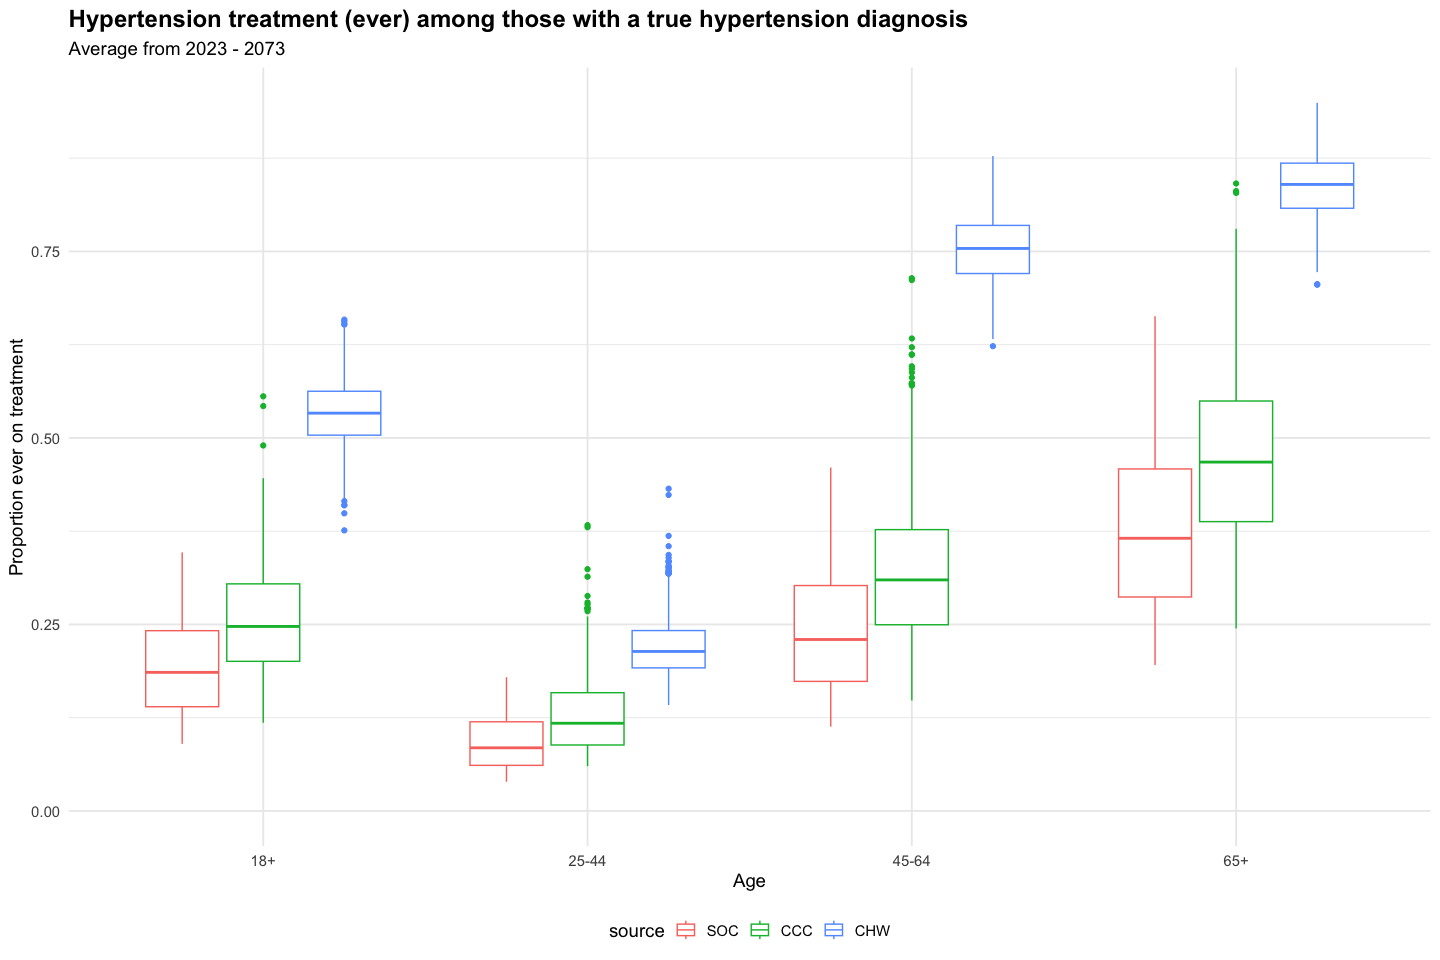 Hypertension treatment (ever) among those with a true hypertension diagnosis
Average from 2023 - 2073
Proportion ever on treatment
0.75
0.50
0.25
0.00
18+
25-44
45-64
65+
Age
source
SOC
CCC
CHW